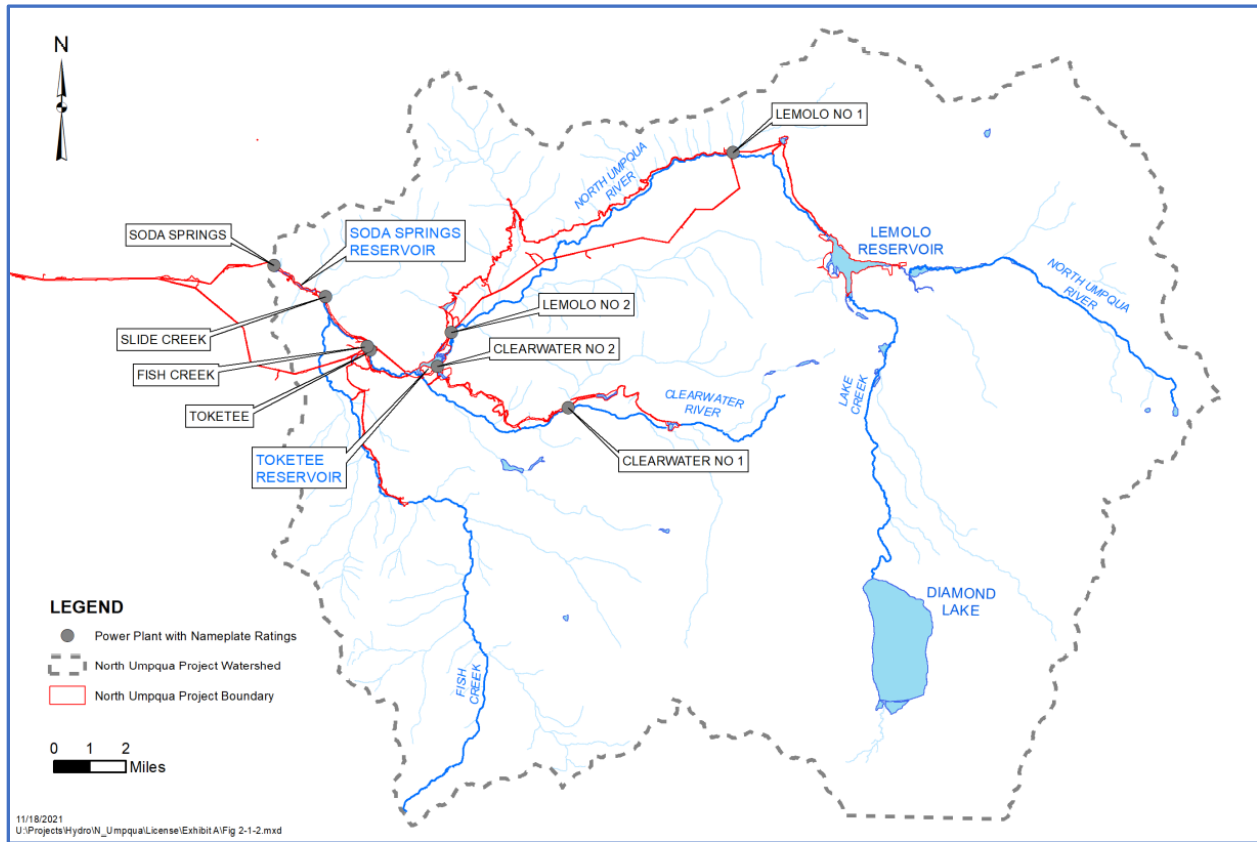 N
LEMOLO NO 1
NORTH UMPQUA
RIVER
SODA SPRINGS
SODA SPRINGS
RESERVOIR
LEMOLO
RESERVOIR
NORTH UMPQUA
RIVER
LEMOLO NO 2
SLIDE CREEK
CLEARWATER NO 2
FISH CREEK
LAKE
CREEK
CLEARWATER
RIVER
TOKETEE
TOKETEE
RESERVOIR
CLEARWATER NO 1
DIAMOND
LAKE
FISH
CREEK
LEGEND
Power Plant with Nameplate Ratings
North Umpqua Project Watershed
North Umpqua Project Boundary
0 1 2
Miles
11/18/2021
U:\Projects\Hydro\N_Umpqua\License\ExhibitA\Fig 2-1-2.mxd